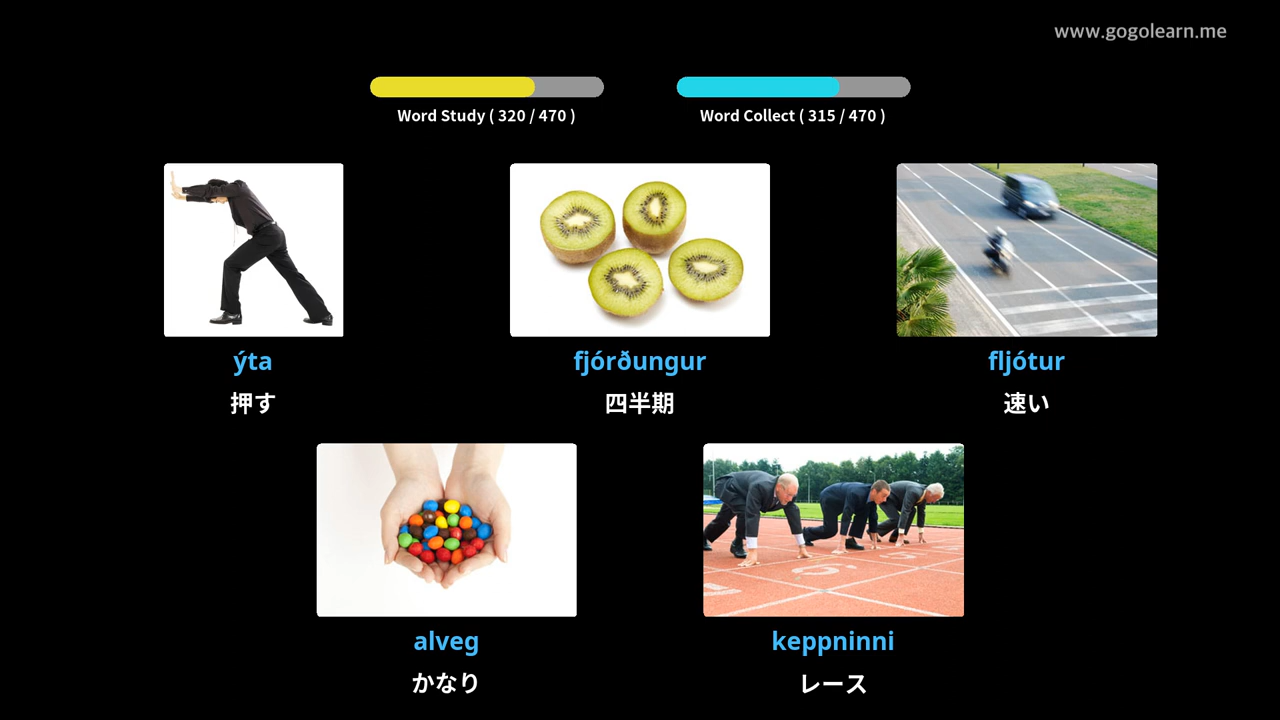 www.gogolearn.me
Word Study ( 320 / 470 )
Word Collect ( 315 / 470 )
ýta
押す
fjórðungur
四半期
fljótur
速い
alveg
かなり
keppninni
レース